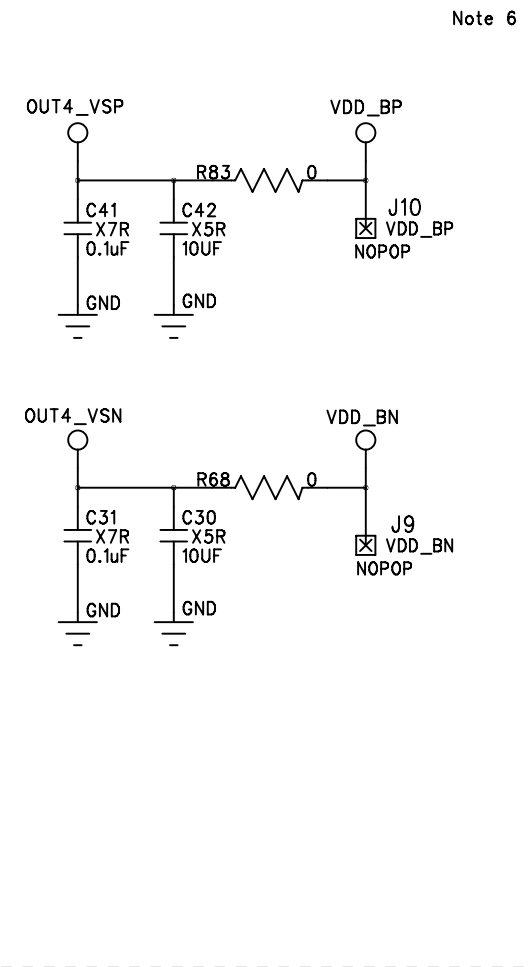 Note 6
OUT4_VSP
VDD_BP
R83
0
C41
X7R
0.1uF
C42
X5R
10UF
J10
VDD_BP
NOPOP
GND
GND
OUT4_VSN
VDD_BN
R68
0
C31
X7R
0.1uF
C30
X5R
10UF
J9
VDD_BN
NOPOP
GND
GND